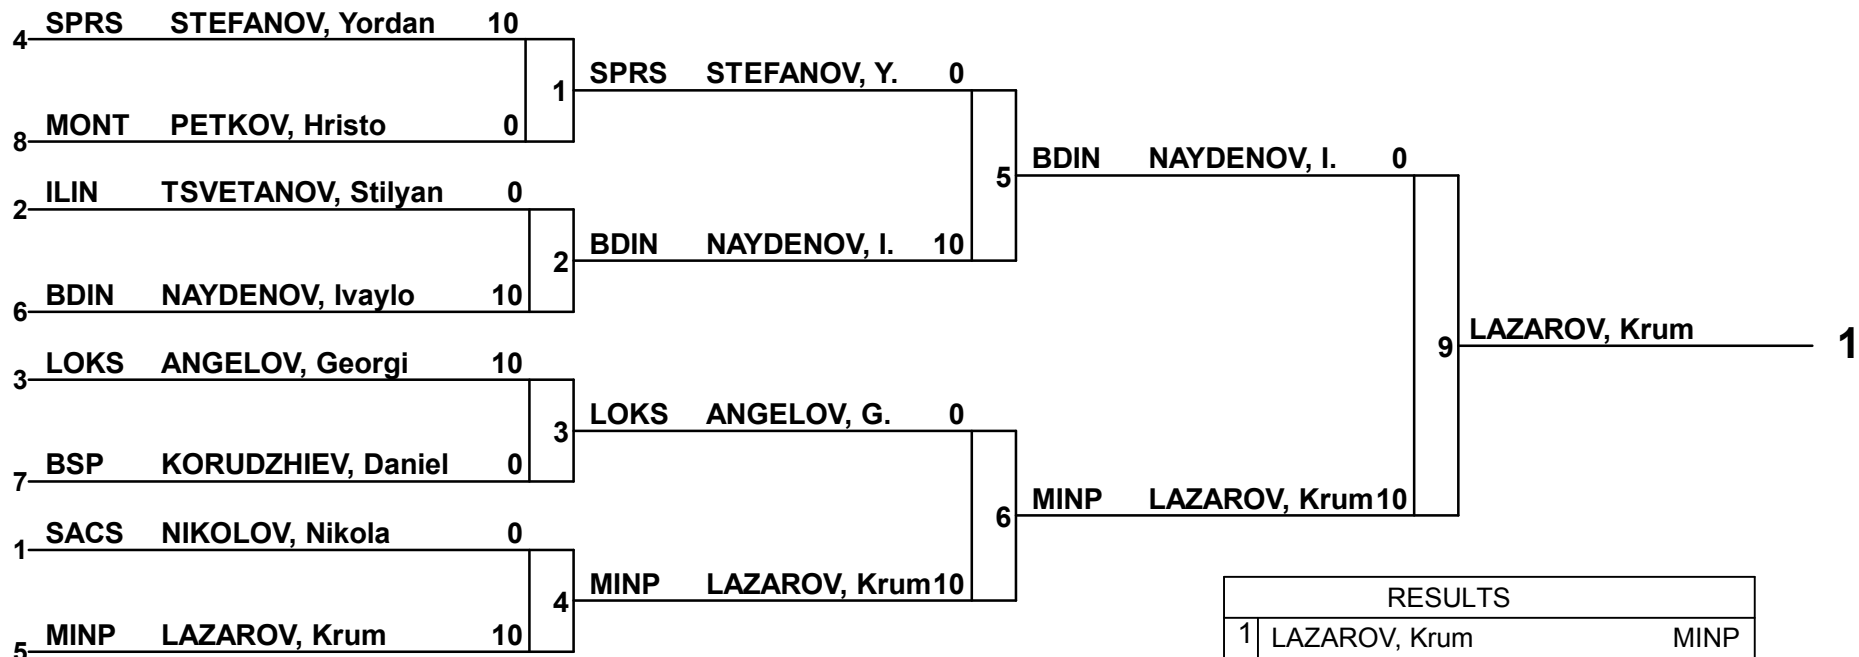 4 SPRS STEFANOV, Yordan 10
8 MONT PETKOV, Hristo 0
2 ILIN TSVETANOV, Stilyan 0
6 BDIN NAYDENOV, Ivaylo 10
3 LOKS ANGELOV, Georgi 10
7 BSP KORUDZHIEV, Daniel 0
1 SACS NIKOLOV, Nikola 0
5 MINP LAZAROV, Krum 10
1 SPRS STEFANOV, Y. 0
2 BDIN NAYDENOV, I. 10
3 LOKS ANGELOV, G. 0
4 MINP LAZAROV, Krum 10
5 BDIN NAYDENOV, I. 0
6 MINP LAZAROV, Krum 10
9 LAZAROV, Krum 1
RESULTS
1 LAZAROV, Krum MINP